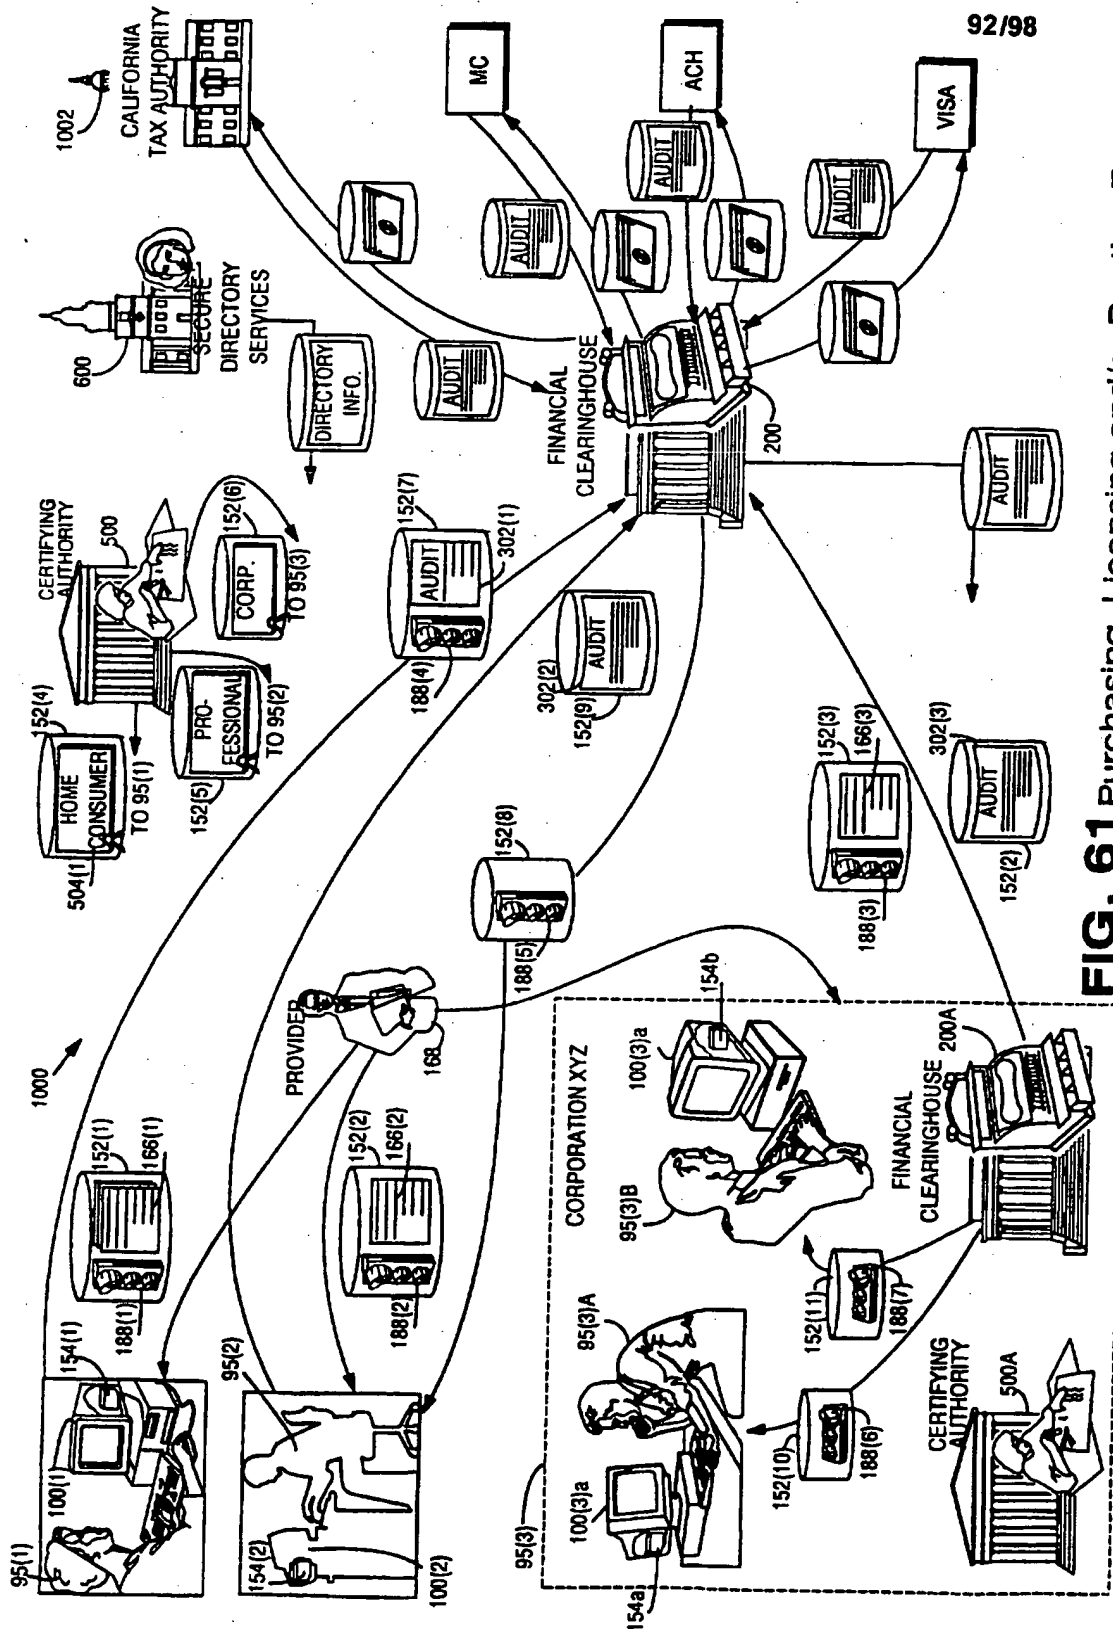 92/98
1000
95(1)
100(1)
154(1)
188(1)
152(1)
166(1)
154(2)
100(2)
95(2)
188(2)
152(2)
166(2)
PROVIDER
168
504(1)
HOME
CONSUMER
152(4)
TO 95(1)
152(5)
PRO-
FESSIONAL
TO 95(2)
CERTIFYING
AUTHORITY
500
CORP.
152(6)
TO 95(3)
600
SECURE
DIRECTORY
SERVICES
DIRECTORY
INFO.
1002
CALIFORNIA
TAX AUTHORITY
AUDIT
188(4)
AUDIT
152(7)
302(1)
FINANCIAL
CLEARINGHOUSE
200
AUDIT
MC
AUDIT
ACH
AUDIT
VISA
AUDIT
302(2)
152(9)
AUDIT
152(8)
188(5)
188(3)
152(3)
166(3)
152(2)
AUDIT
302(3)
95(3)
CORPORATION XYZ
154a
100(3)a
95(3)A
95(3)B
100(3)a
154b
152(10)
188(6)
152(11)
188(7)
CERTIFYING
AUTHORITY
500A
FINANCIAL
CLEARINGHOUSE
200A
FIG. 61 Purchasing, Licensing and/or